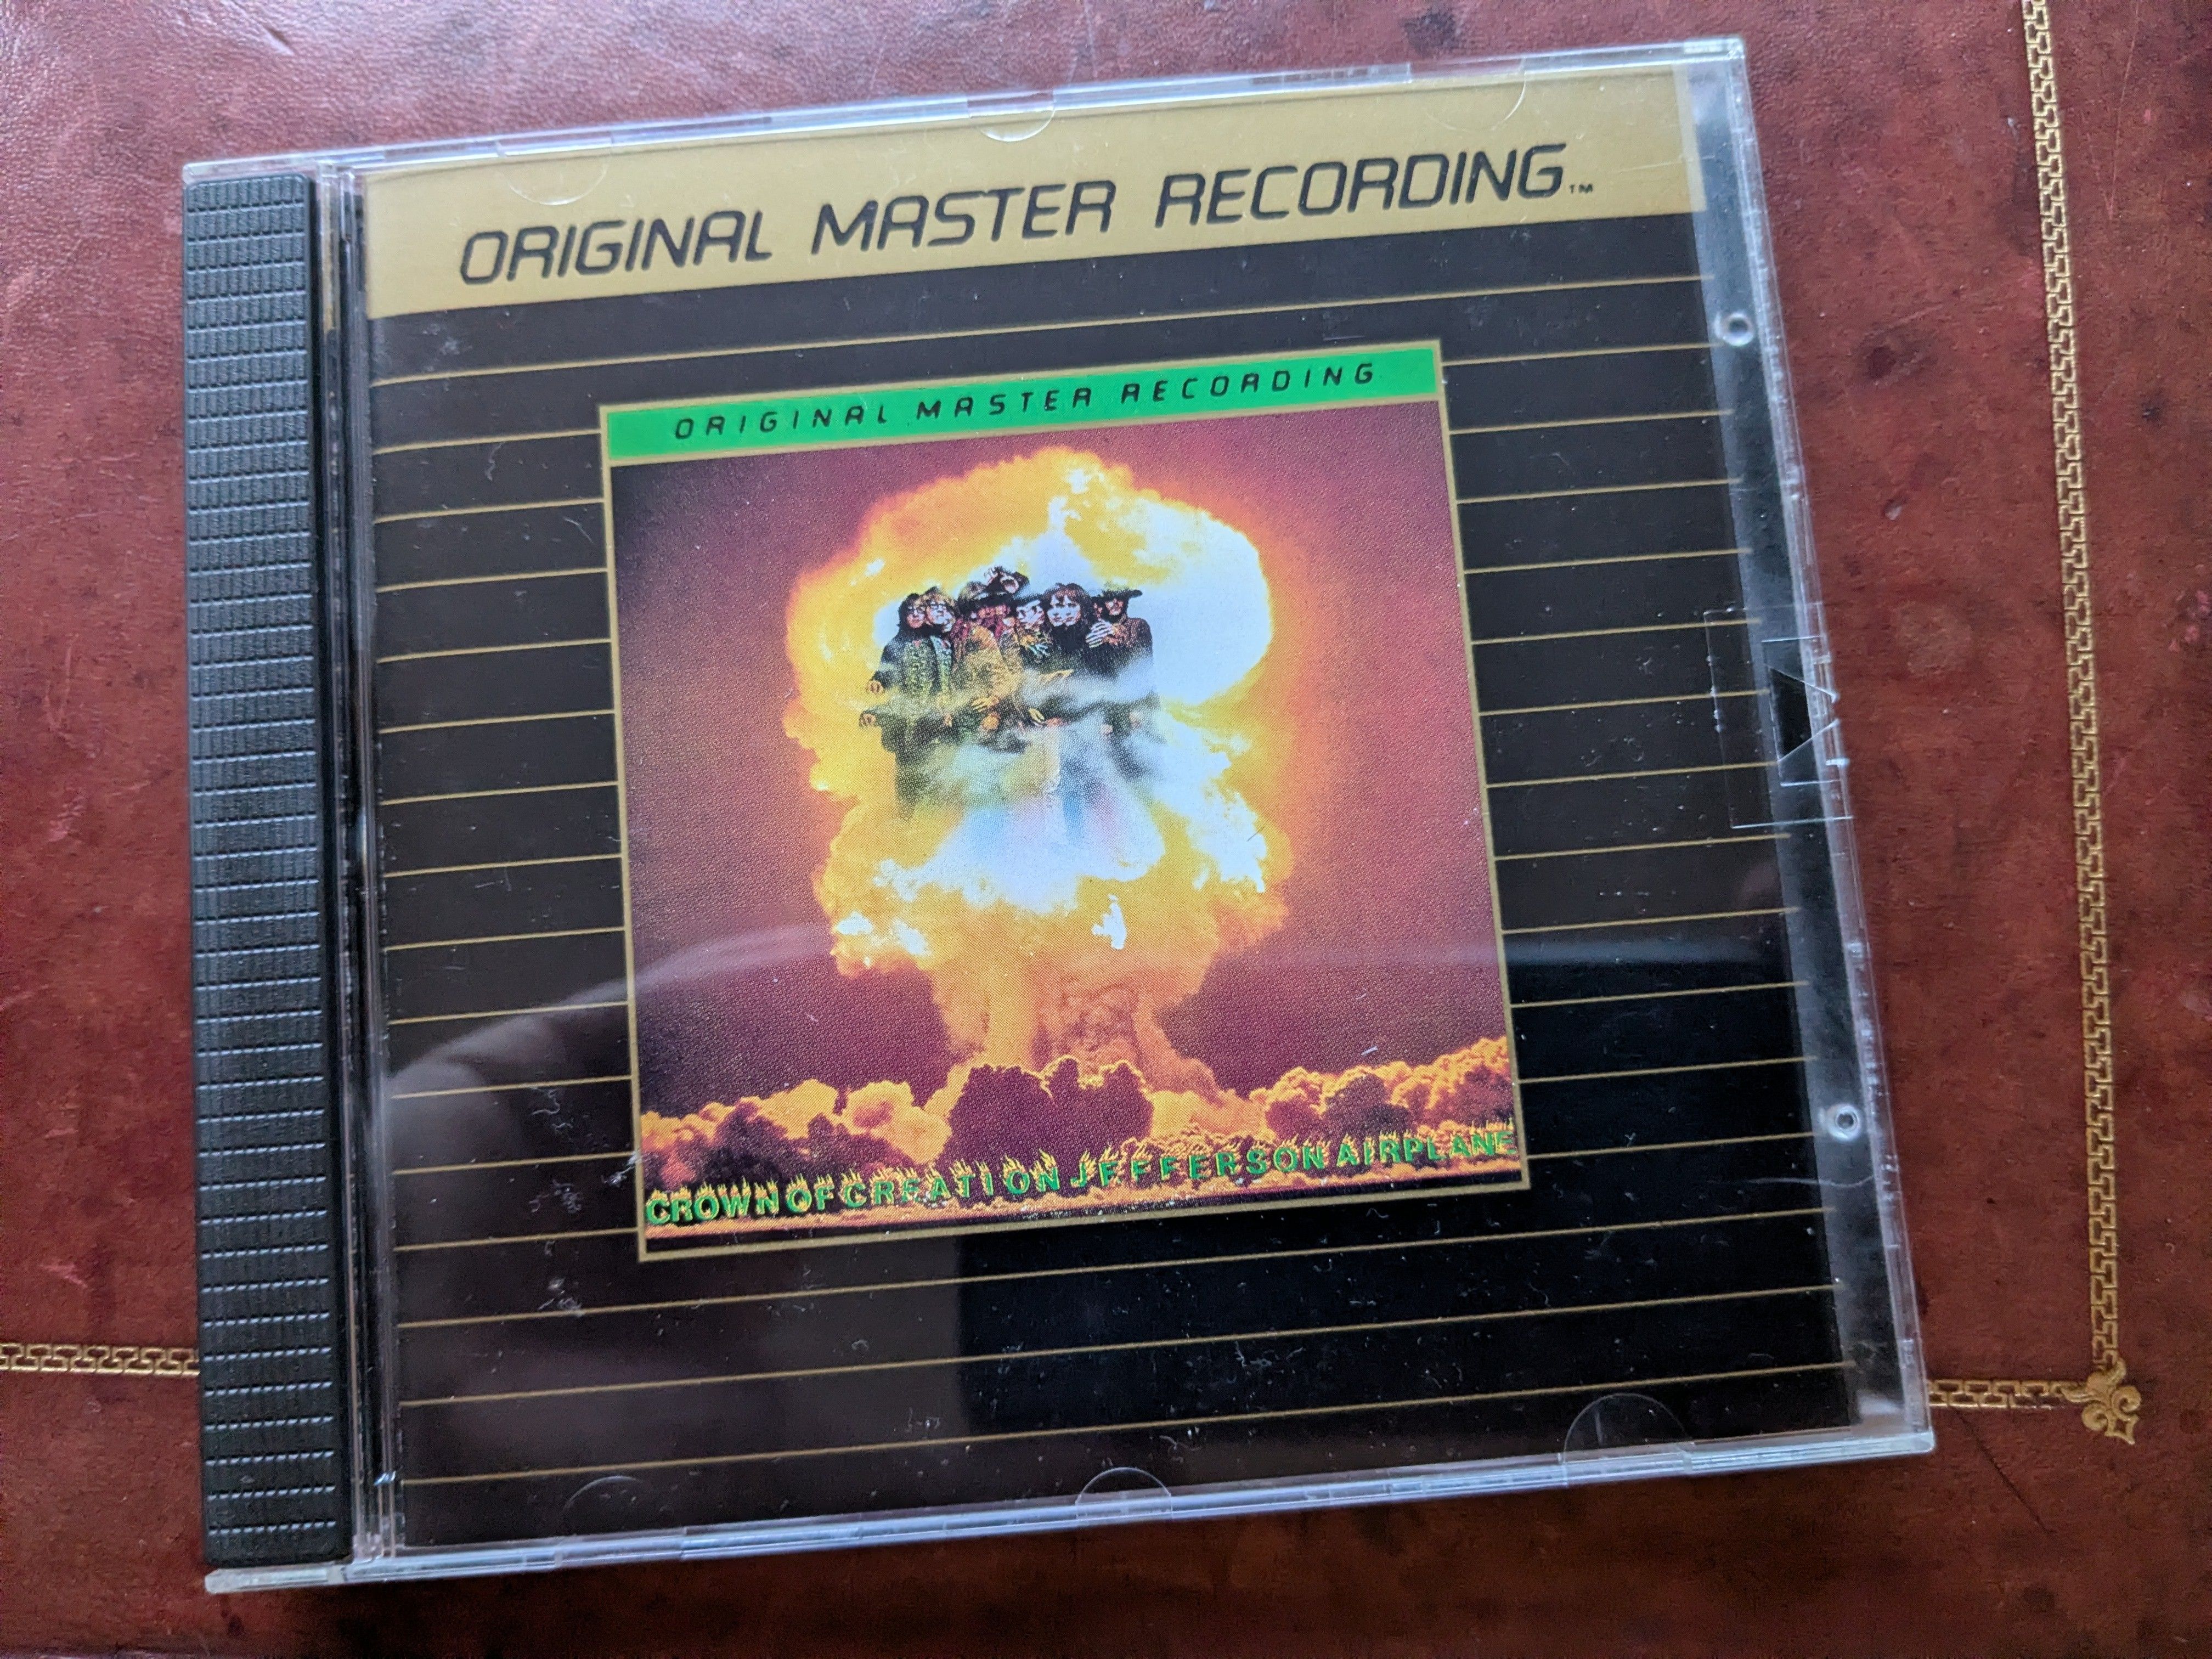 ORIGINAL MASTER RECORDING™
ORIGINAL MASTER RECORDING
CROWN OF CREATION JEFFERSON AIRPLANE